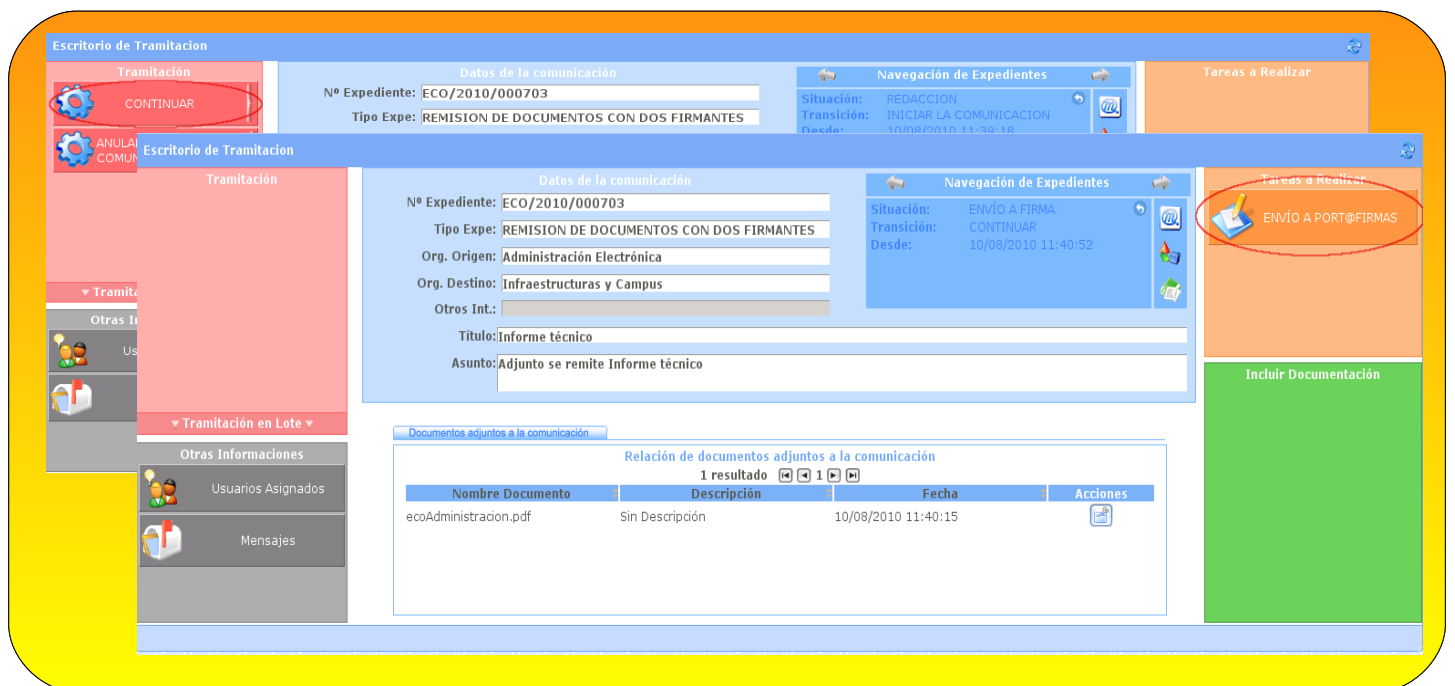 Escritorio de Tramitacion
Tramitación
Datos de la comunicación
Navegación de Expedientes
Tareas a Realizar
CONTINUAR
Nº Expediente: ECO/2010/000703
Tipo Expe: REMISION DE DOCUMENTOS CON DOS FIRMANTES
Situación: REDACCION
Transición: INICIAR LA COMUNICACION
Desde: 10/08/2010 11:39:18
Escritorio de Tramitacion
Tramitación
Datos de la comunicación
Navegación de Expedientes
Tareas a Realizar
Nº Expediente: ECO/2010/000703
Tipo Expe: REMISION DE DOCUMENTOS CON DOS FIRMANTES
Org. Origen: Administración Electrónica
Org. Destino: Infraestructuras y Campus
Otros Int.:
Situación: ENVÍO A FIRMA
Transición: CONTINUAR
Desde: 10/08/2010 11:40:52
ENVÍO A PORT@FIRMAS
Título: Informe técnico
Asunto: Adjunto se remite Informe técnico
Incluir Documentación
Tramitación en Lote
Otras Informaciones
Usuarios Asignados
Mensajes
Documentos adjuntos a la comunicación
Relación de documentos adjuntos a la comunicación
1 resultado 1
Nombre Documento Descripción Fecha Acciones
ecoAdministracion.pdf Sin Descripción 10/08/2010 11:40:15